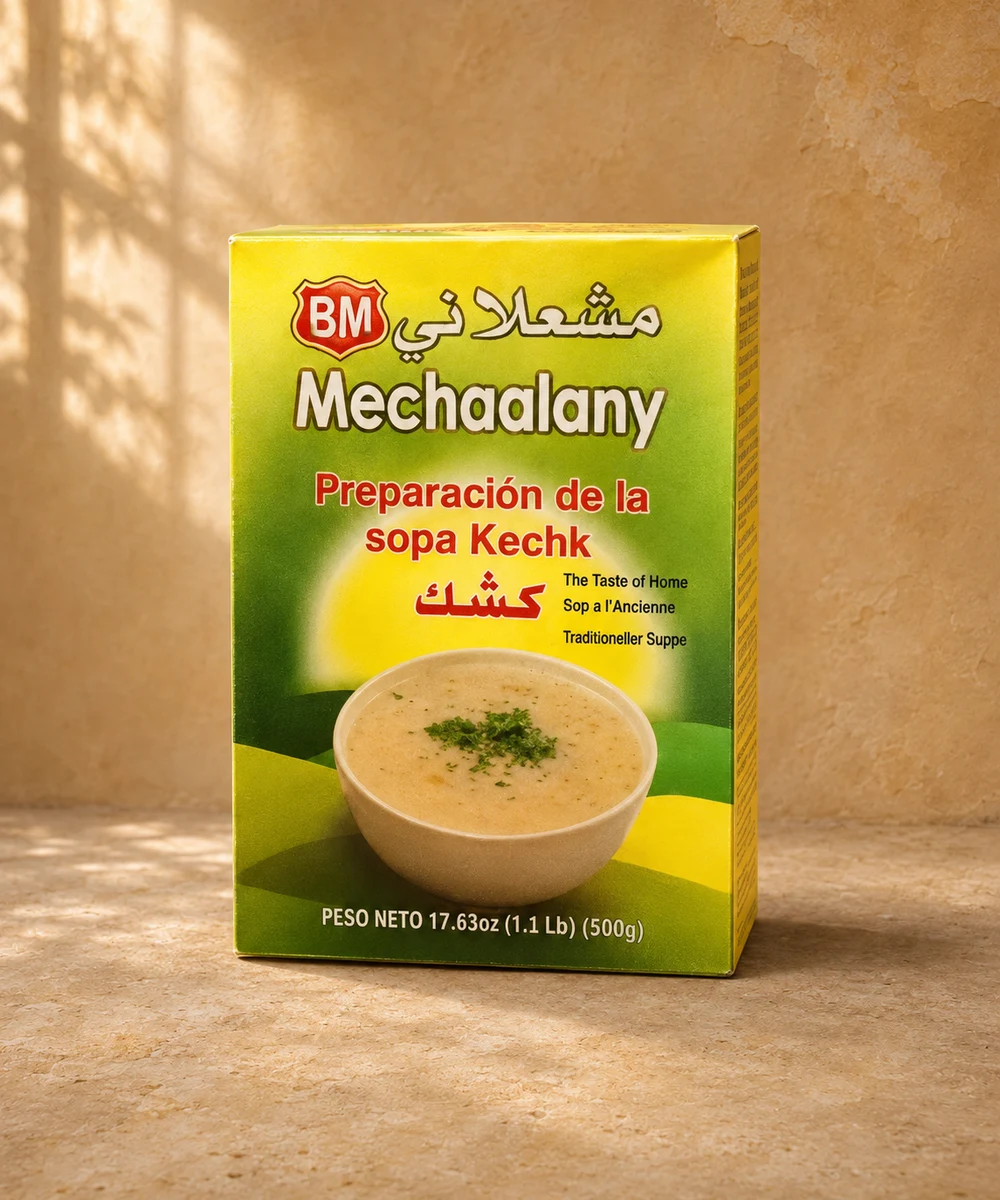 BM مشعلاني
Mechaalany
Preparación de la
sopa Kechk
كشك
The Taste of Home
Sop a l'Ancienne
Traditioneller Suppe
PESO NETO 17.63oz (1.1 Lb) (500g)